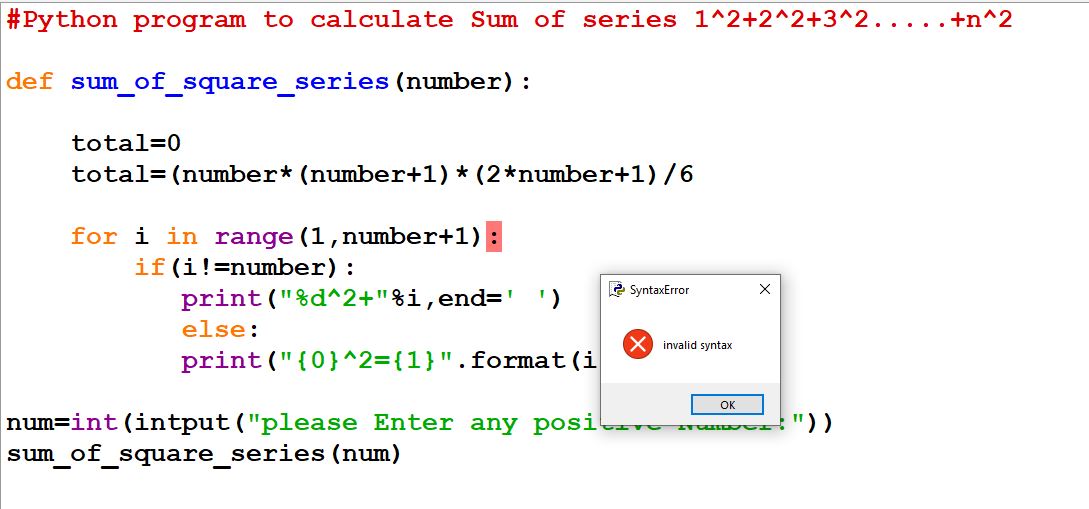 #Python program to calculate Sum of series 1^2+2^2+3^2.....+n^2
def sum_of_square_series(number):
total=0
total=(number*(number+1)*(2*number+1)/6
for i in range(1,number+1):
if(i!=number):
print("%d^2+"%i,end=' ')
else:
print("{0}^2={1}".format(i
num=int(intput("please Enter any positive Number:"))
sum_of_square_series(num)
SyntaxError
invalid syntax
OK